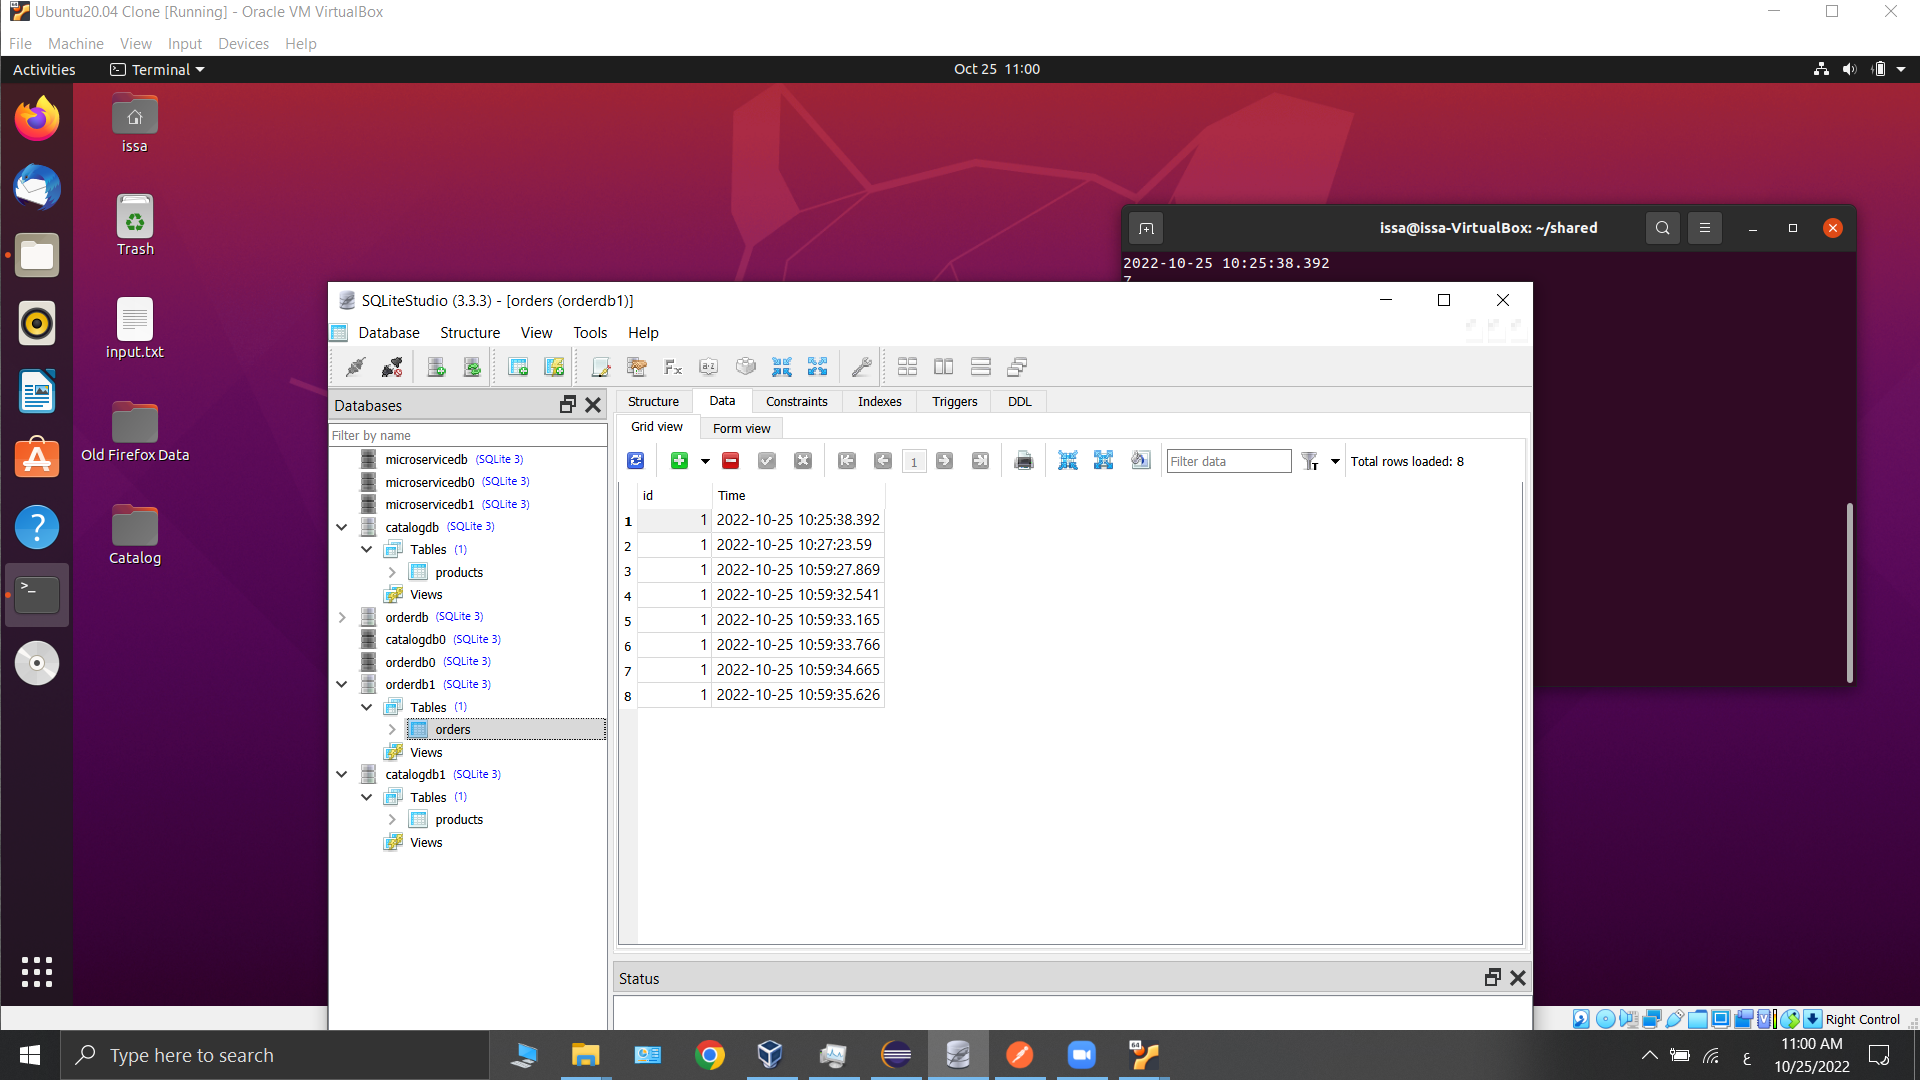 Ubuntu20.04 Clone [Running] - Oracle VM VirtualBox
File Machine View Input Devices Help
Activities Terminal Oct 25 11:00
issa
Trash
input.txt
Old Firefox Data
Catalog
issa@issa-VirtualBox: ~/shared
2022-10-25 10:25:38.392
SQLiteStudio (3.3.3) - [orders (orderdb1)]
Database Structure View Tools Help
Databases
Filter by name
microservicedb (SQLite 3)
microservicedb0 (SQLite 3)
microservicedb1 (SQLite 3)
catalogdb (SQLite 3)
Tables (1)
products
Views
orderdb (SQLite 3)
catalogdb0 (SQLite 3)
orderdb0 (SQLite 3)
orderdb1 (SQLite 3)
Tables (1)
orders
Views
catalogdb1 (SQLite 3)
Tables (1)
products
Views
Structure Data Constraints Indexes Triggers DDL
Grid view Form view
1 Filter data Total rows loaded: 8
id Time
1 1 2022-10-25 10:25:38.392
2 1 2022-10-25 10:27:23.59
3 1 2022-10-25 10:59:27.869
4 1 2022-10-25 10:59:32.541
5 1 2022-10-25 10:59:33.165
6 1 2022-10-25 10:59:33.766
7 1 2022-10-25 10:59:34.665
8 1 2022-10-25 10:59:35.626
Status
Right Control
Type here to search
ع
11:00 AM
10/25/2022